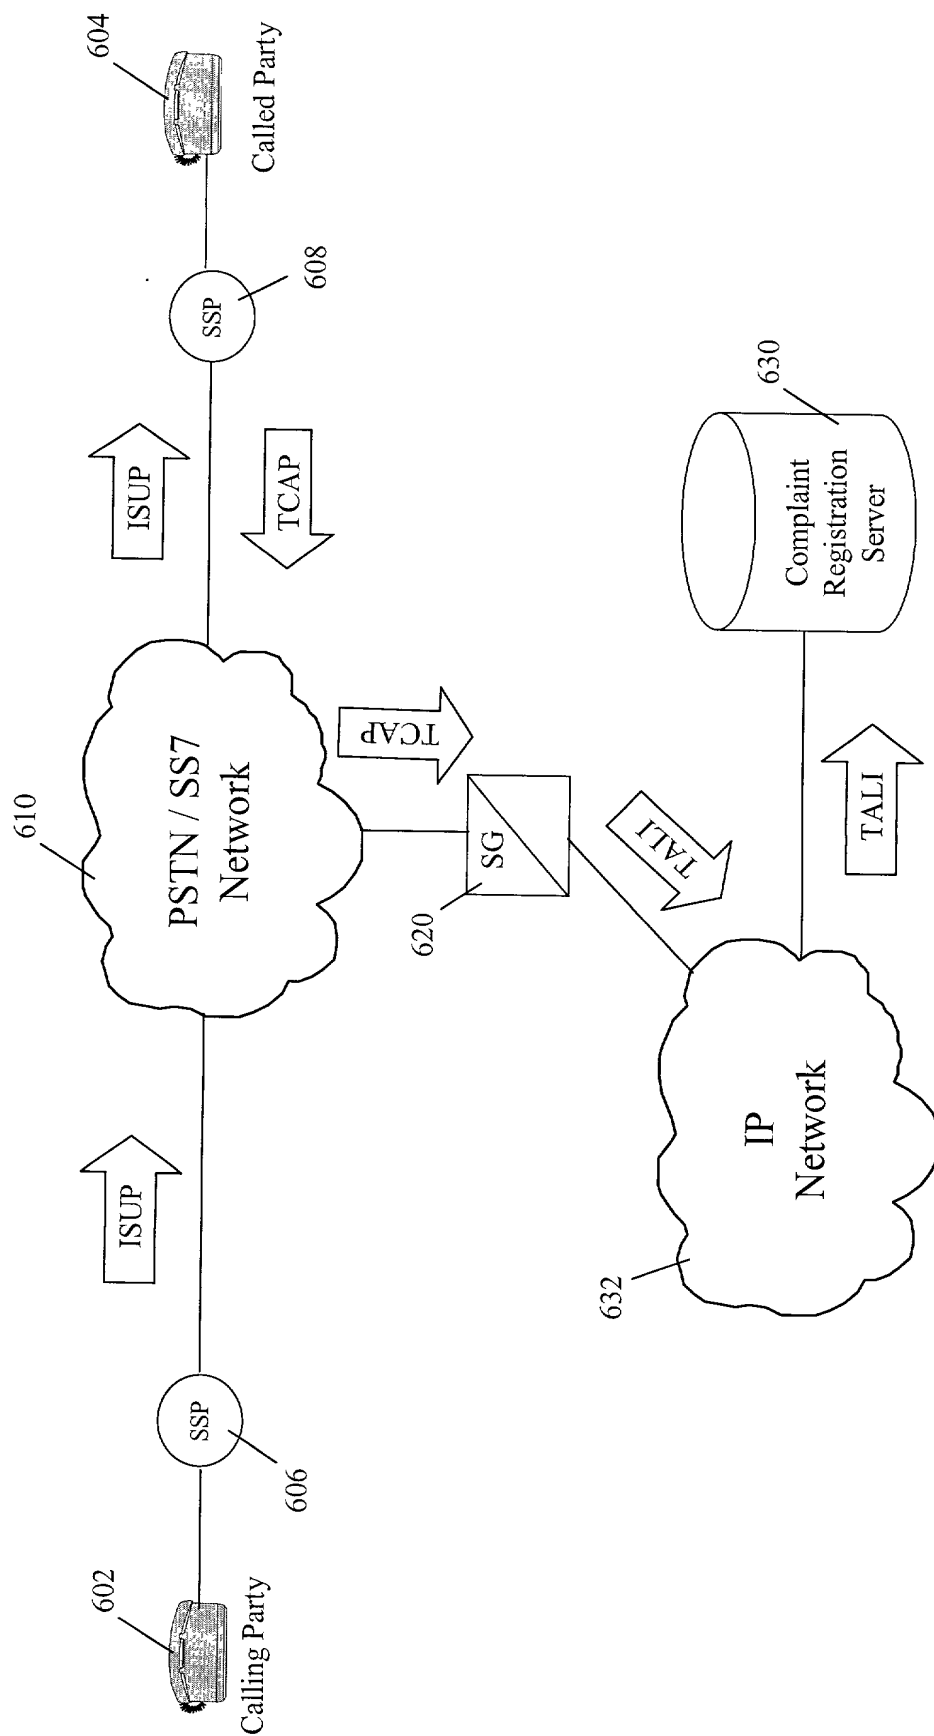 610
PSTN / SS7
Network
602
Calling Party
SSP
606
ISUP
ISUP
TCAP
SSP
608
604
Called Party
TCAP
SG
620
TALI
632
IP
Network
TALI
630
Complaint
Registration
Server